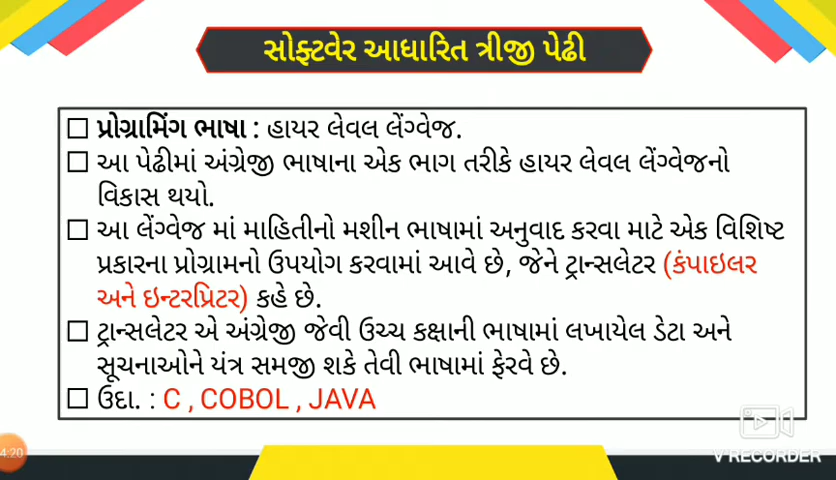 સોફ્ટવેર આધારિત ત્રીજી પેઢી
પ્રોગ્રામિંગ ભાષા : હાયર લેવલ લેંગ્વેજ.
આ પેઢીમાં અંગ્રેજી ભાષાના એક ભાગ તરીકે હાયર લેવલ લેંગ્વેજનો
વિકાસ થયો.
આ લેંગ્વેજ માં માહિતીનો મશીન ભાષામાં અનુવાદ કરવા માટે એક વિશિષ્ટ
પ્રકારના પ્રોગ્રામનો ઉપયોગ કરવામાં આવે છે, જેને ટ્રાન્સલેટર (કંપાઇલર
અને ઇન્ટરપ્રિટર) કહે છે.
ટ્રાન્સલેટર એ અંગ્રેજી જેવી ઉચ્ચ કક્ષાની ભાષામાં લખાયેલ ડેટા અને
સૂચનાઓને યંત્ર સમજી શકે તેવી ભાષામાં ફેરવે છે.
ઉદા. : C , COBOL , JAVA
4:20
V RECORDER